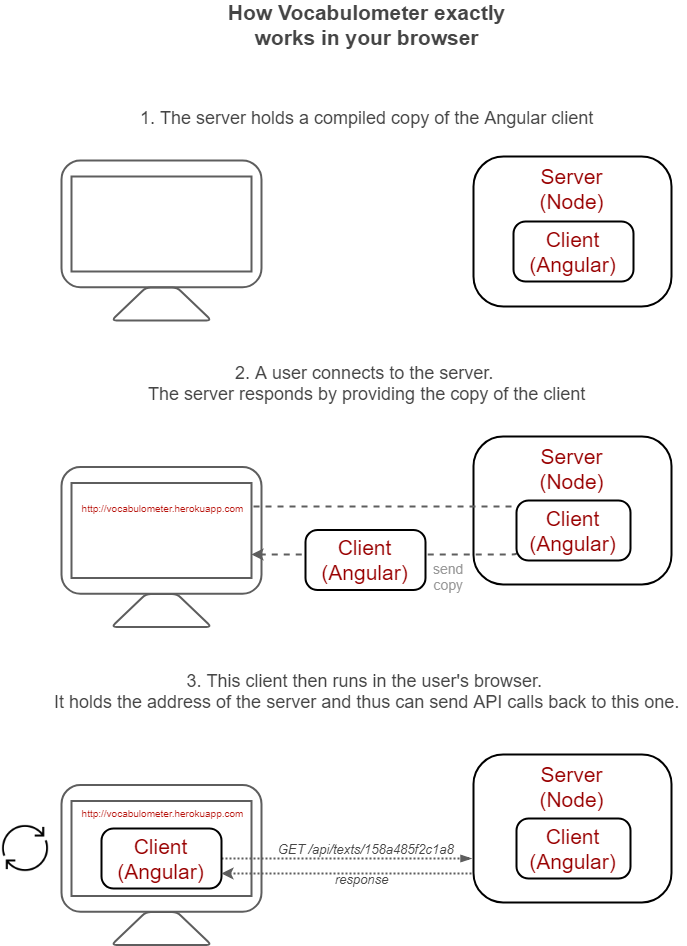 How Vocabulometer exactly
works in your browser
1. The server holds a compiled copy of the Angular client
Server
(Node)
Client
(Angular)
2. A user connects to the server.
The server responds by providing the copy of the client
http://vocabulometer.herokuapp.com
Server
(Node)
Client
(Angular)
Client
(Angular)
send
copy
3. This client then runs in the user's browser.
It holds the address of the server and thus can send API calls back to this one.
http://vocabulometer.herokuapp.com
Client
(Angular)
GET /api/texts/158a485f2c1a8
response
Server
(Node)
Client
(Angular)